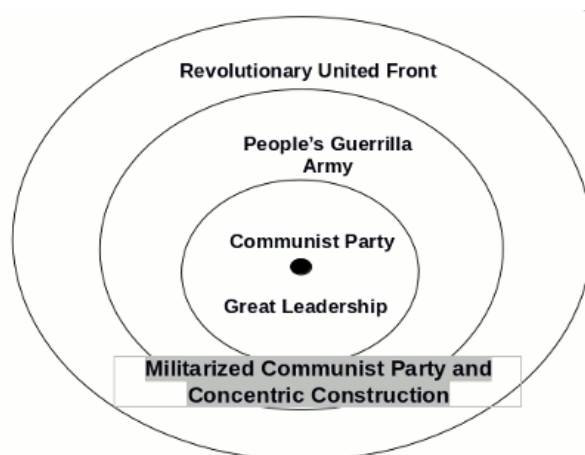 Revolutionary United Front
People's Guerrilla
Army
Communist Party
Great Leadership
Militarized Communist Party and
Concentric Construction